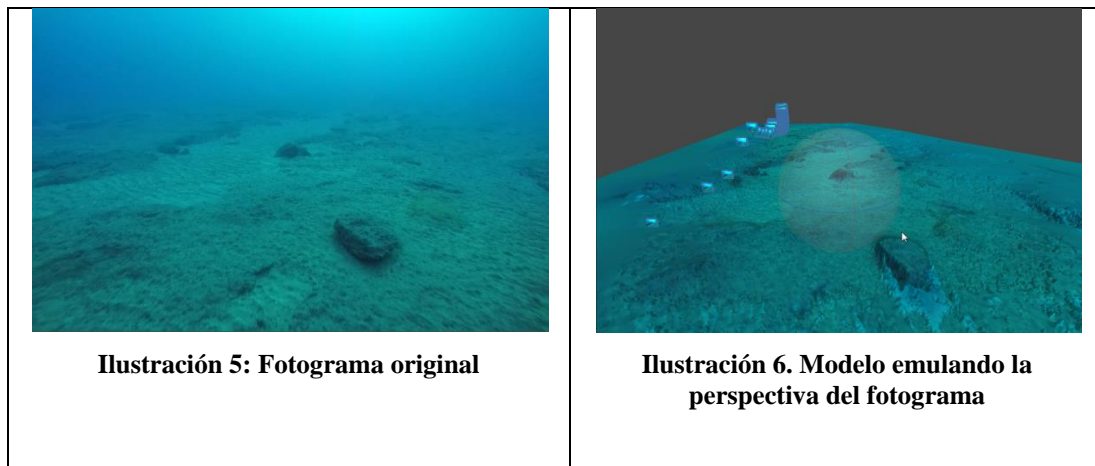 Ilustración 5: Fotograma original
Ilustración 6. Modelo emulando la
perspectiva del fotograma